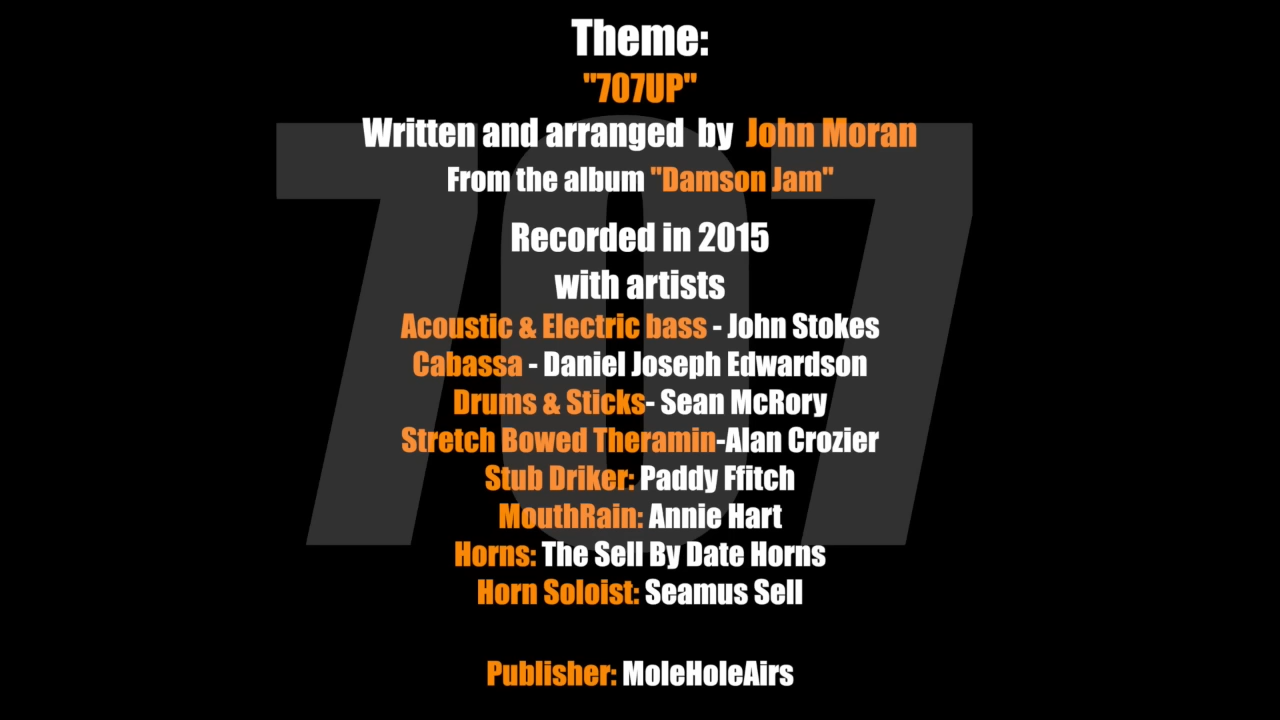 Theme:
"707UP"
Written and arranged by John Moran
From the album "Damson Jam"
Recorded in 2015
with artists
Acoustic & Electric bass - John Stokes
Cabassa - Daniel Joseph Edwardson
Drums & Sticks- Sean McRory
Stretch Bowed Theramin-Alan Crozier
Stub Driker: Paddy Ffitch
MouthRain: Annie Hart
Horns: The Sell By Date Horns
Horn Soloist: Seamus Sell
Publisher: MoleHoleAirs
707